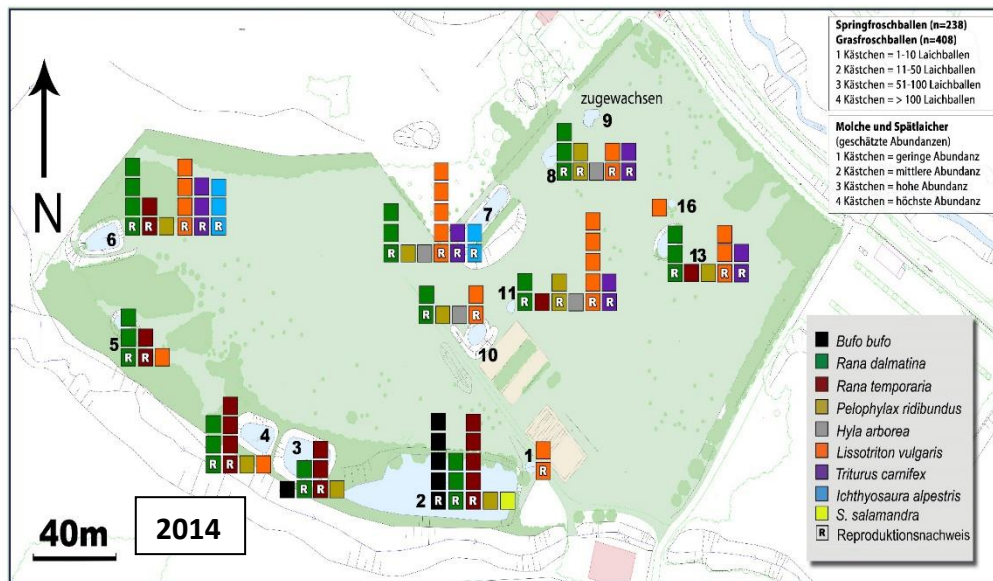 Springfroschballen (n=238)
Grasfroschballen (n=408)
1 Kästchen = 1-10 Laichballen
2 Kästchen = 11-50 Laichballen
3 Kästchen = 51-100 Laichballen
4 Kästchen = > 100 Laichballen
Molche und Spätlaicher
(geschätzte Abundanzen)
1 Kästchen = geringe Abundanz
2 Kästchen = mittlere Abundanz
3 Kästchen = hohe Abundanz
4 Kästchen = höchste Abundanz
N
zugewachsen
9
8
R R R R
7
16
6
R R R R R
13
R R R
R R R R
11
R R R R
R R
10
5
R R
4
R R
3
R R
1
R
2
R R R
40m
2014
Bufo bufo
Rana dalmatina
Rana temporaria
Pelophylax ridibundus
Hyla arborea
Lissotriton vulgaris
Triturus carnifex
Ichthyosaura alpestris
S. salamandra
R Reproduktionsnachweis